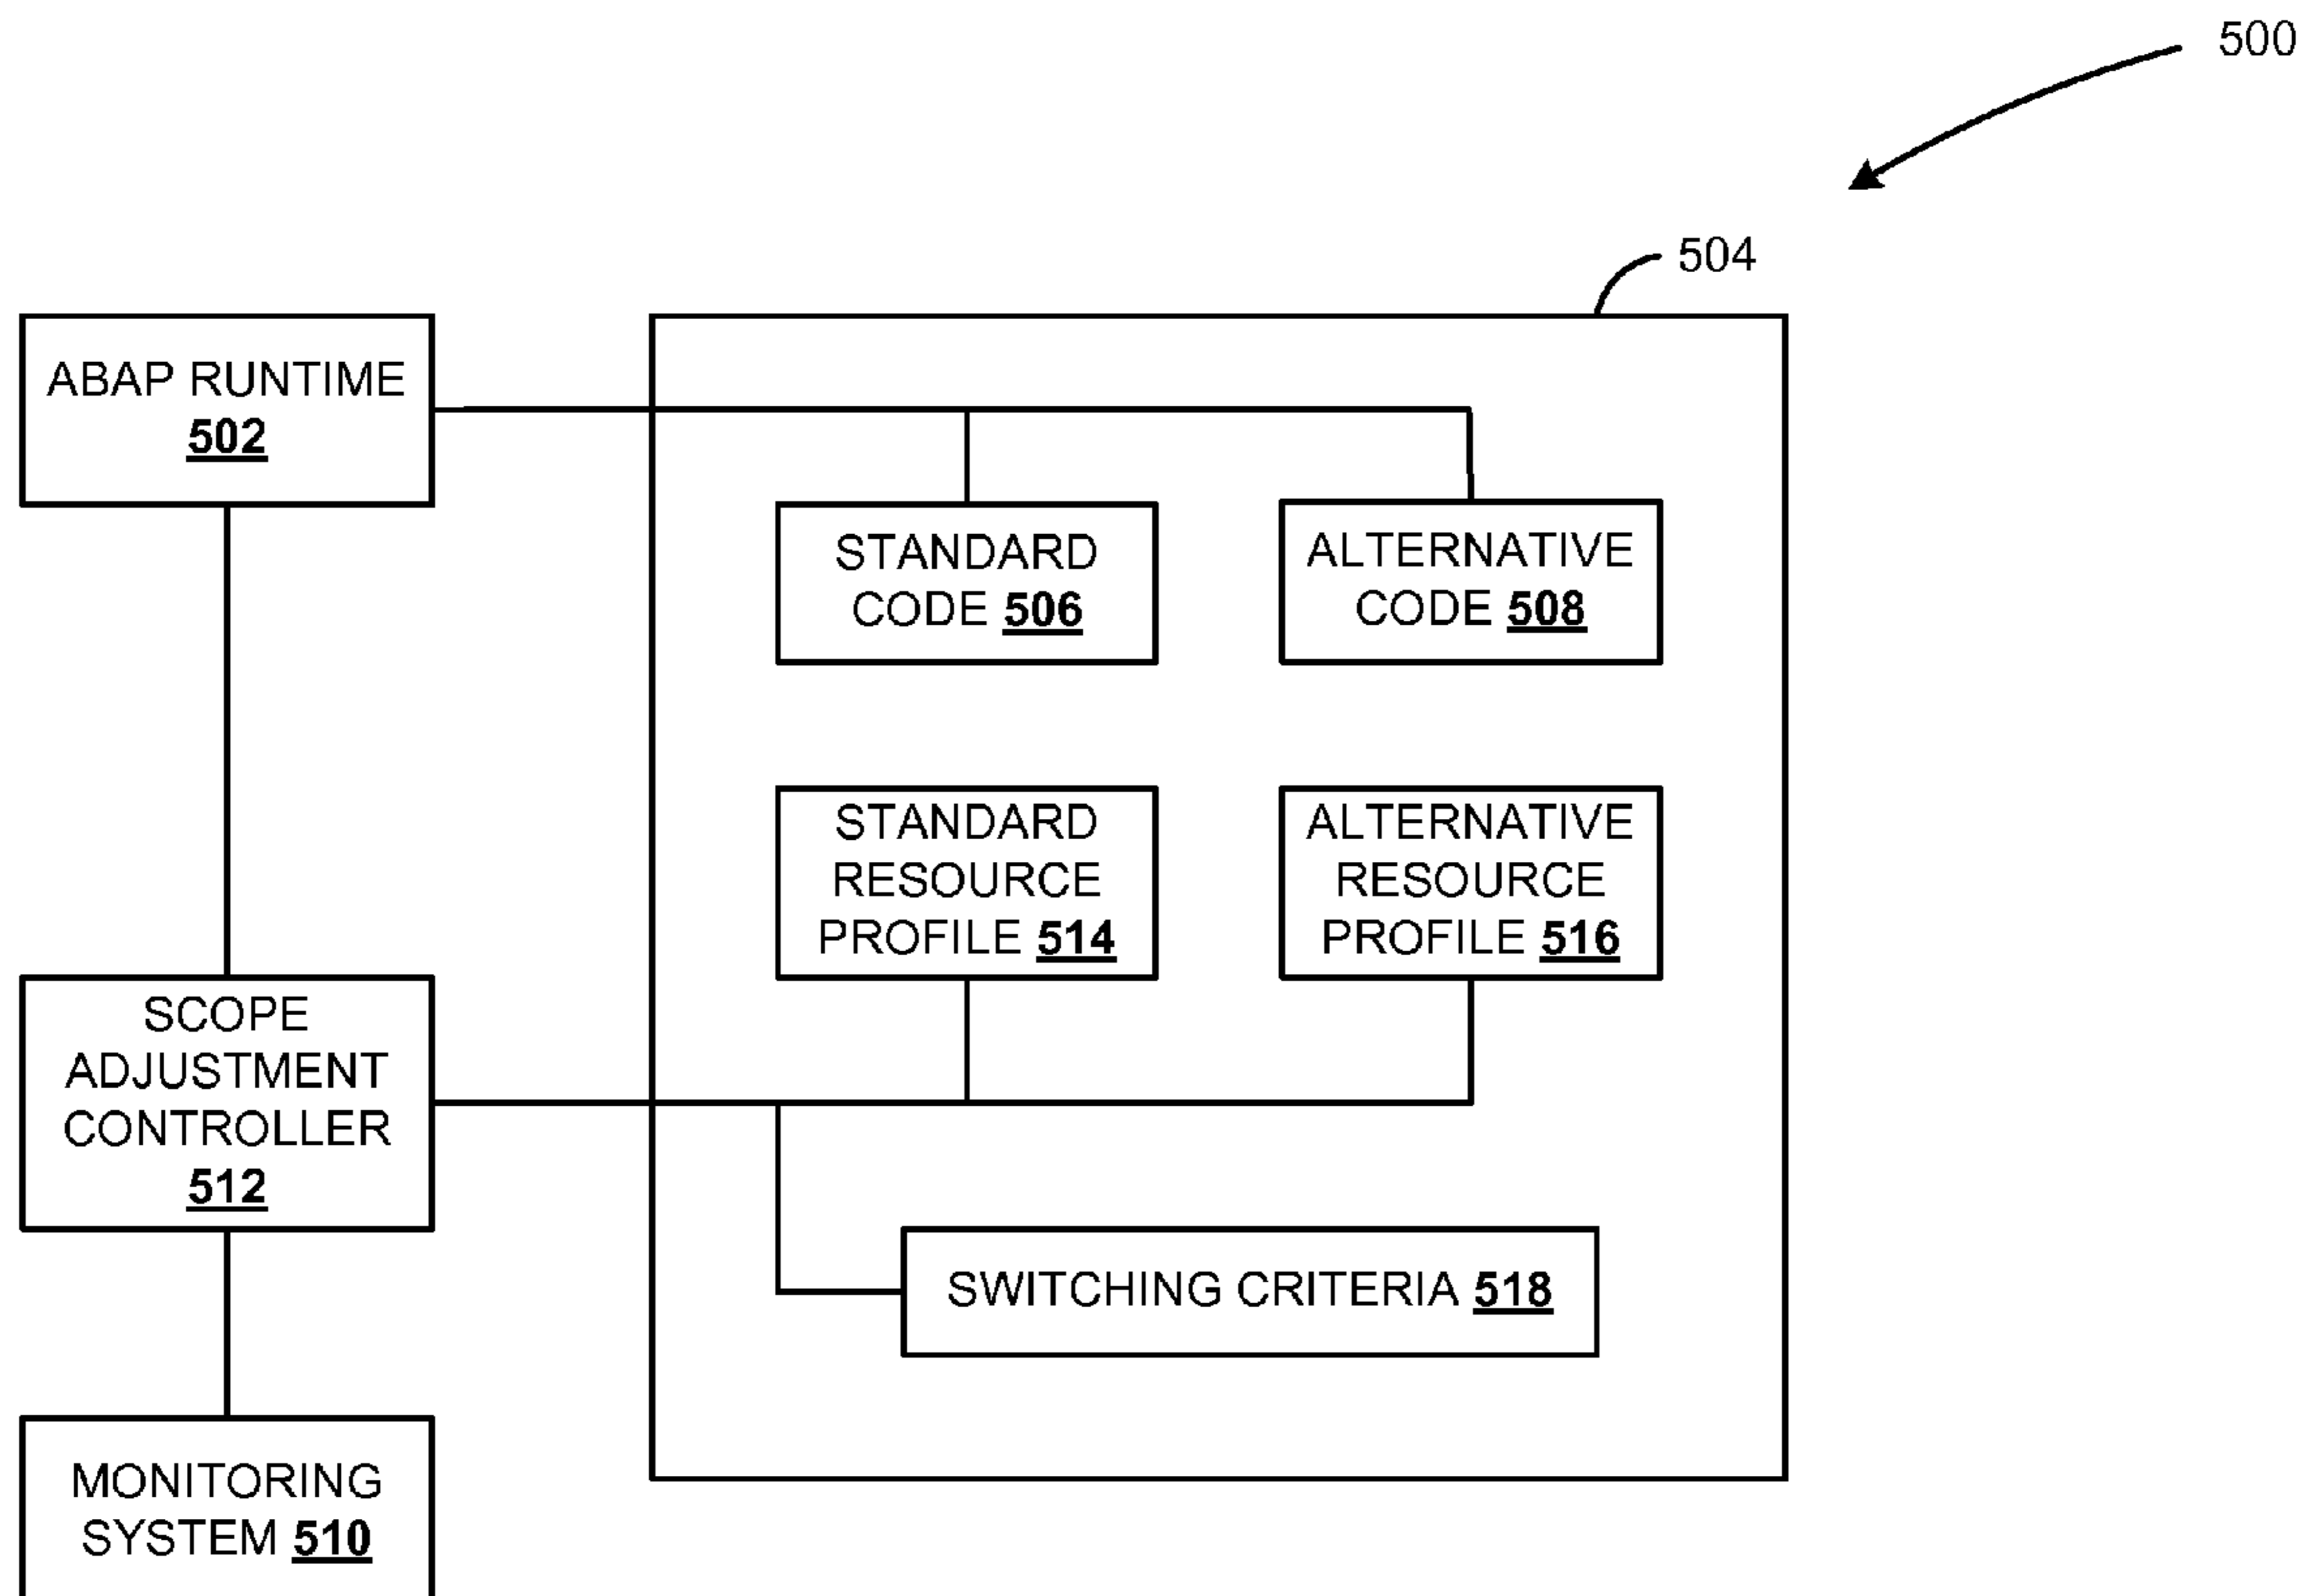 500
504
ABAP RUNTIME
502
STANDARD
CODE 506
ALTERNATIVE
CODE 508
STANDARD
RESOURCE
PROFILE 514
ALTERNATIVE
RESOURCE
PROFILE 516
SCOPE
ADJUSTMENT
CONTROLLER
512
SWITCHING CRITERIA 518
MONITORING
SYSTEM 510